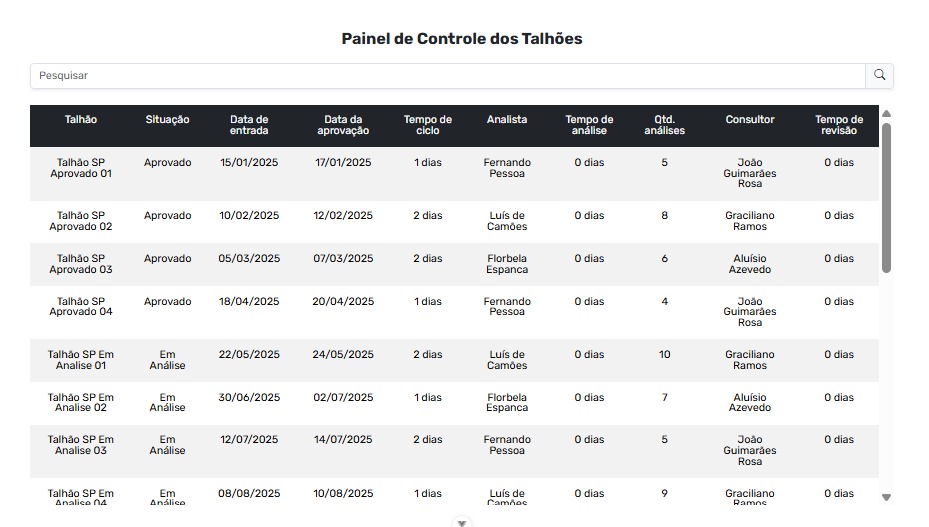 Painel de Controle dos Talhões
Pesquisar
Talhão Situação Data de entrada Data da aprovação Tempo de ciclo Analista Tempo de análise Qtd. análises Consultor Tempo de revisão
Talhão SP Aprovado 01 Aprovado 15/01/2025 17/01/2025 1 dias Fernando Pessoa 0 dias 5 João Guimarães Rosa 0 dias
Talhão SP Aprovado 02 Aprovado 10/02/2025 12/02/2025 2 dias Luís de Camões 0 dias 8 Graciliano Ramos 0 dias
Talhão SP Aprovado 03 Aprovado 05/03/2025 07/03/2025 2 dias Florbela Espanca 0 dias 6 Aluísio Azevedo 0 dias
Talhão SP Aprovado 04 Aprovado 18/04/2025 20/04/2025 1 dias Fernando Pessoa 0 dias 4 João Guimarães Rosa 0 dias
Talhão SP Em Analise 01 Em Análise 22/05/2025 24/05/2025 2 dias Luís de Camões 0 dias 10 Graciliano Ramos 0 dias
Talhão SP Em Analise 02 Em Análise 30/06/2025 02/07/2025 1 dias Florbela Espanca 0 dias 7 Aluísio Azevedo 0 dias
Talhão SP Em Analise 03 Em Análise 12/07/2025 14/07/2025 2 dias Fernando Pessoa 0 dias 5 João Guimarães Rosa 0 dias
Talhão SP Em Analise 04 Em Análise 08/08/2025 10/08/2025 1 dias Luís de Camões 0 dias 9 Graciliano Ramos 0 dias